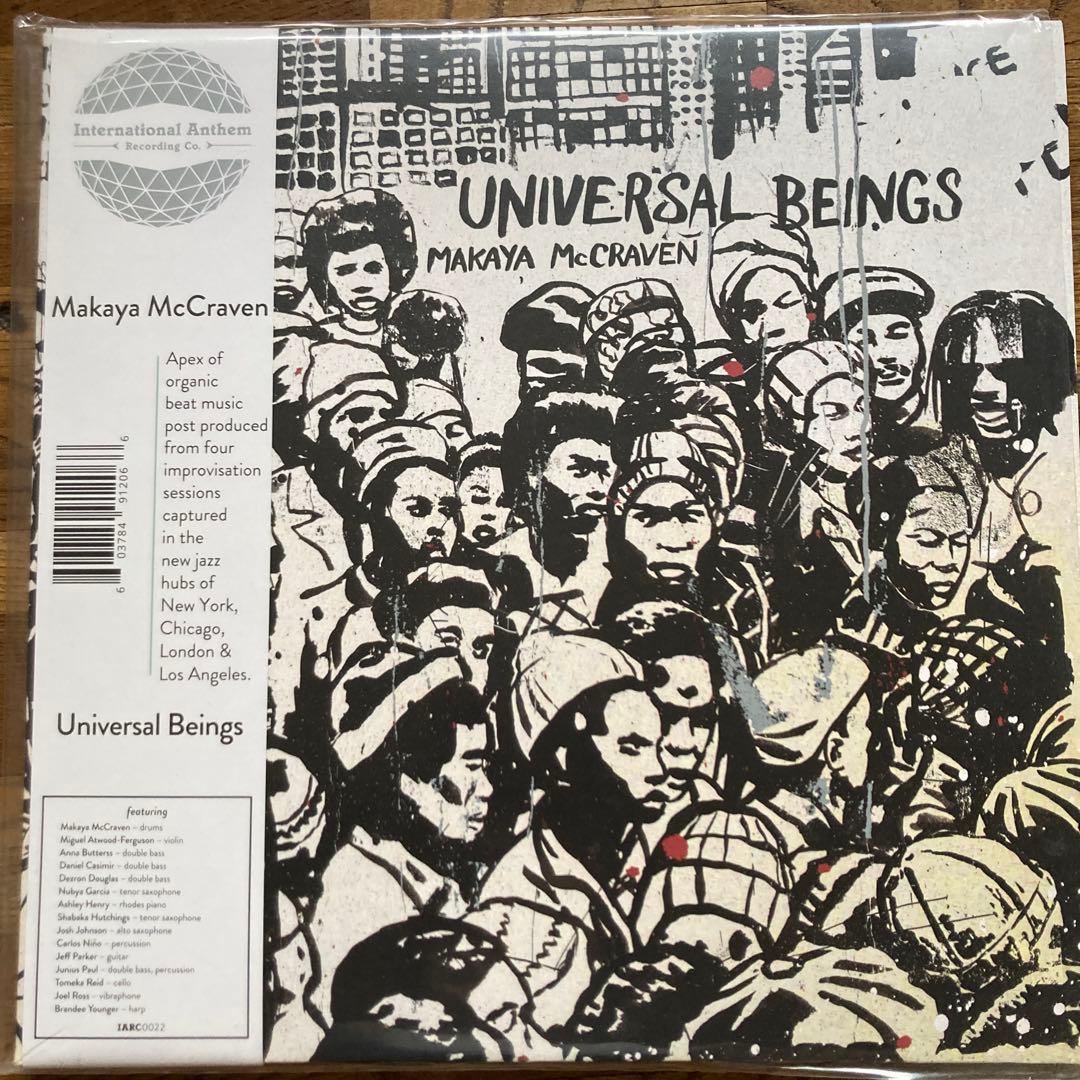 International Anthem
Recording Co.
Makaya McCraven
Apex of
organic
beat music
post produced
from four
improvisation
sessions
captured
in the
new jazz
hubs of
New York,
Chicago,
London &
Los Angeles.
6 03784 91206 6
Universal Beings
featuring
Makaya McCraven – drums
Miguel Atwood-Ferguson – violin
Anna Butterss – double bass
Daniel Casimir – double bass
Dezron Douglas – double bass
Nubya Garcia – tenor saxophone
Ashley Henry – rhodes piano
Shabaka Hutchings – tenor saxophone
Josh Johnson – alto saxophone
Carlos Niño – percussion
Jeff Parker – guitar
Junius Paul – double bass, percussion
Tomeka Reid – cello
Joel Ross – vibraphone
Brandee Younger – harp
IARC0022
UNIVERSAL BEINGS
MAKAYA McCRAVEN